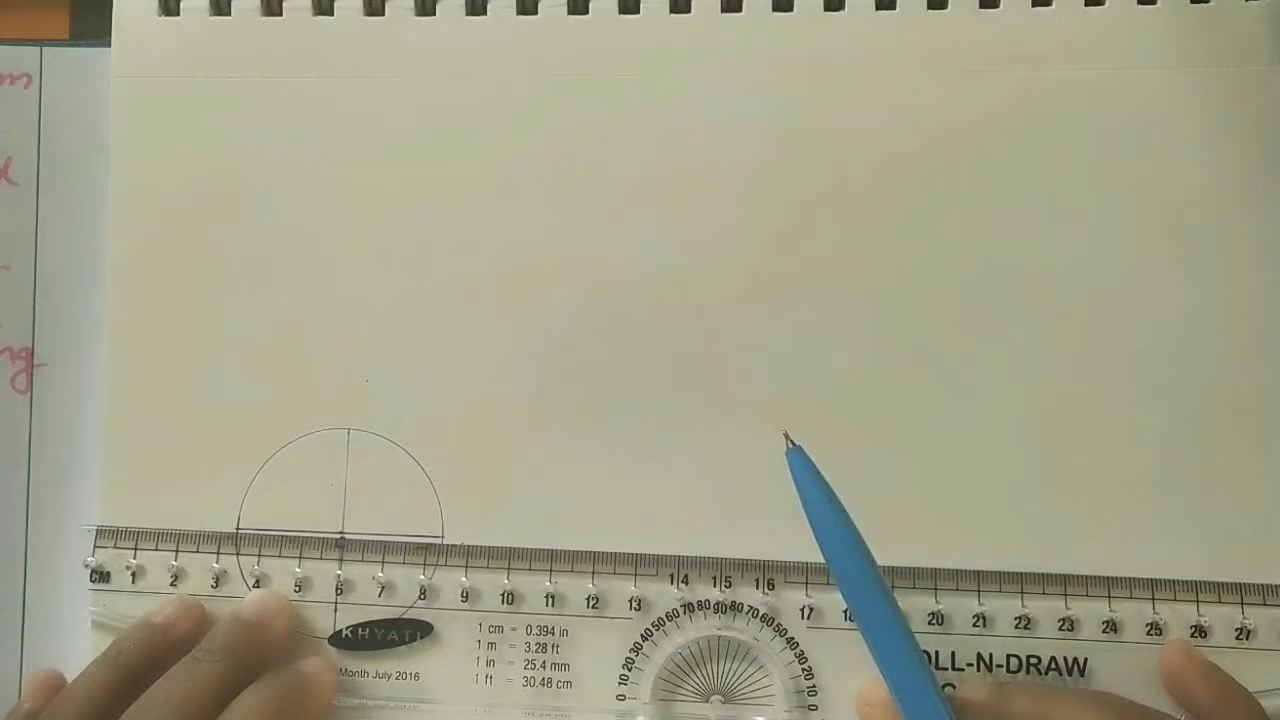 m
x
ng
CM 1 2 3 4 5 6 7 8 9 10 11 12 13 14 15 16 17 20 21 22 23 24 25 26 27
KHYATI
Month July 2016
1 cm = 0.394 in
1 m = 3.28 ft
1 in = 25.4 mm
1 ft = 30.48 cm
0 10 20 30 40 50 60 70 80 90 80 70 60 50 40 30 20 10 0
OLL-N-DRAW